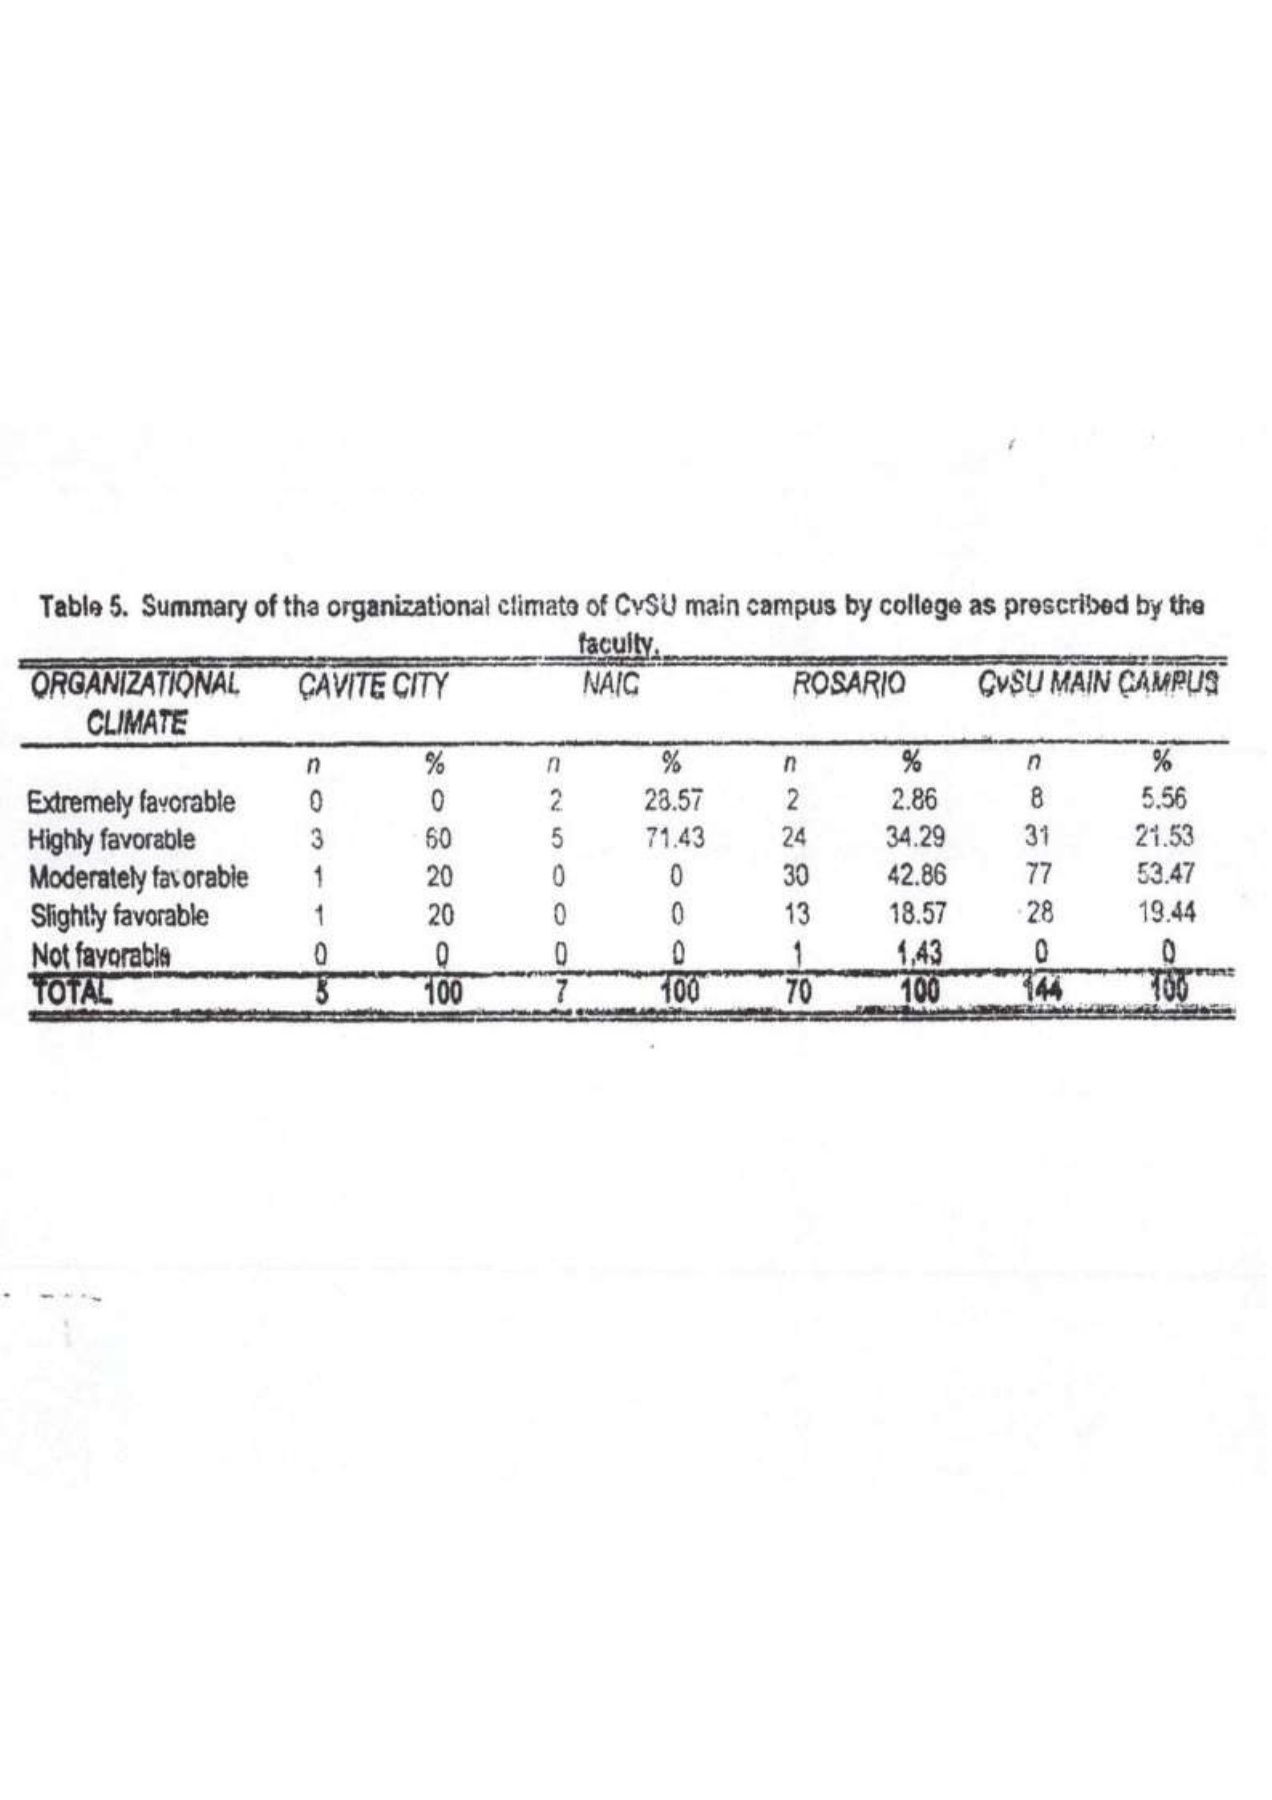 Table 5. Summary of the organizational climate of CvSU main campus by college as prescribed by the
faculty.
ORGANIZATIONAL CLIMATE CAVITE CITY NAIC ROSARIO CvSU MAIN CAMPUS
n % n % n % n %
Extremely favorable 0 0 2 28.57 2 2.86 8 5.56
Highly favorable 3 60 5 71.43 24 34.29 31 21.53
Moderately favorable 1 20 0 0 30 42.86 77 53.47
Slightly favorable 1 20 0 0 13 18.57 28 19.44
Not favorable 0 0 0 0 1 1.43 0 0
TOTAL 5 100 7 100 70 100 144 100